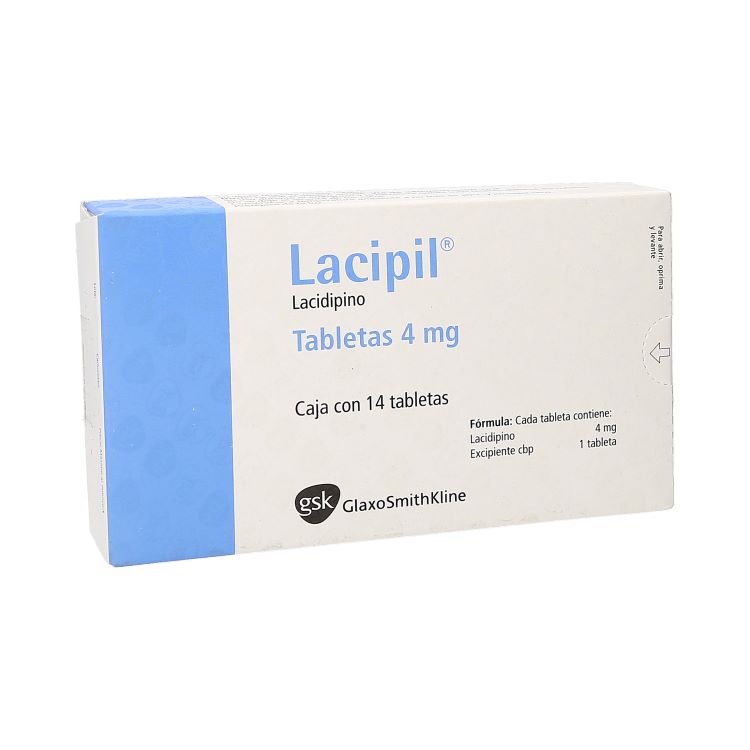 Lacipil®
Lacidipino
Tabletas 4 mg
Caja con 14 tabletas
Fórmula: Cada tableta contiene:
Lacidipino 4 mg
Excipiente cbp 1 tableta
gsk GlaxoSmithKline
Para abrir, oprima
y levante